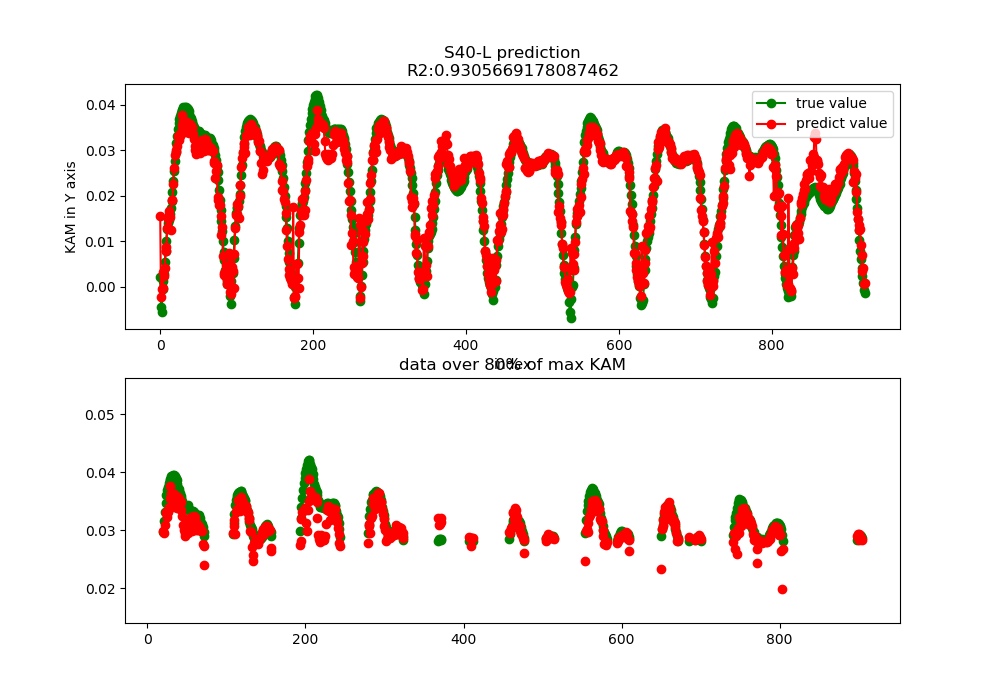 S40-L prediction
R2:0.9305669178087462
true value
predict value
KAM in Y axis
0.04
0.03
0.02
0.01
0.00
0 200 400 600 800
index
data over 80% of max KAM
0.05
0.04
0.03
0.02
0 200 400 600 800